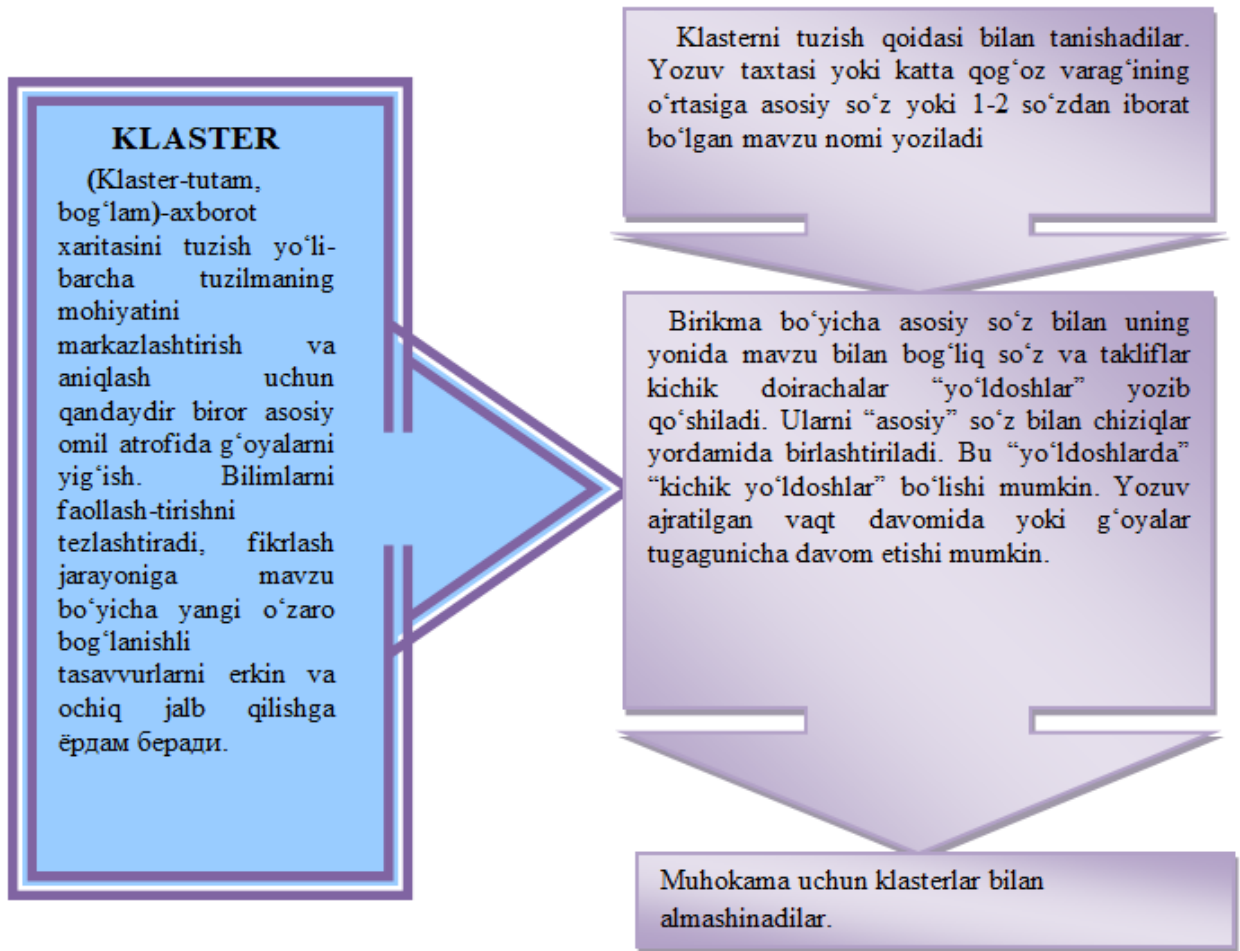 KLASTER
(Klaster-tutam,
bog‘lam)-axborot
xaritasini tuzish yo‘li-
barcha tuzilmaning
mohiyatini
markazlashtirish va
aniqlash uchun
qandaydir biror asosiy
omil atrofida g‘oyalarni
yig‘ish. Bilimlarni
faollash-tirishni
tezlashtiradi, fikrlash
jarayoniga mavzu
bo‘yicha yangi o‘zaro
bog‘lanishli
tasavvurlarni erkin va
ochiq jalb qilishga
ёрдам беради.
Klasterni tuzish qoidasi bilan tanishadilar.
Yozuv taxtasi yoki katta qog‘oz varag‘ining
o‘rtasiga asosiy so‘z yoki 1-2 so‘zdan iborat
bo‘lgan mavzu nomi yoziladi
Birikma bo‘yicha asosiy so‘z bilan uning
yonida mavzu bilan bog‘liq so‘z va takliflar
kichik doirachalar “yo‘ldoshlar” yozib
qo‘shiladi. Ularni “asosiy” so‘z bilan chiziqlar
yordamida birlashtiriladi. Bu “yo‘ldoshlarda”
“kichik yo‘ldoshlar” bo‘lishi mumkin. Yozuv
ajratilgan vaqt davomida yoki g‘oyalar
tugagunicha davom etishi mumkin.
Muhokama uchun klasterlar bilan
almashinadilar.